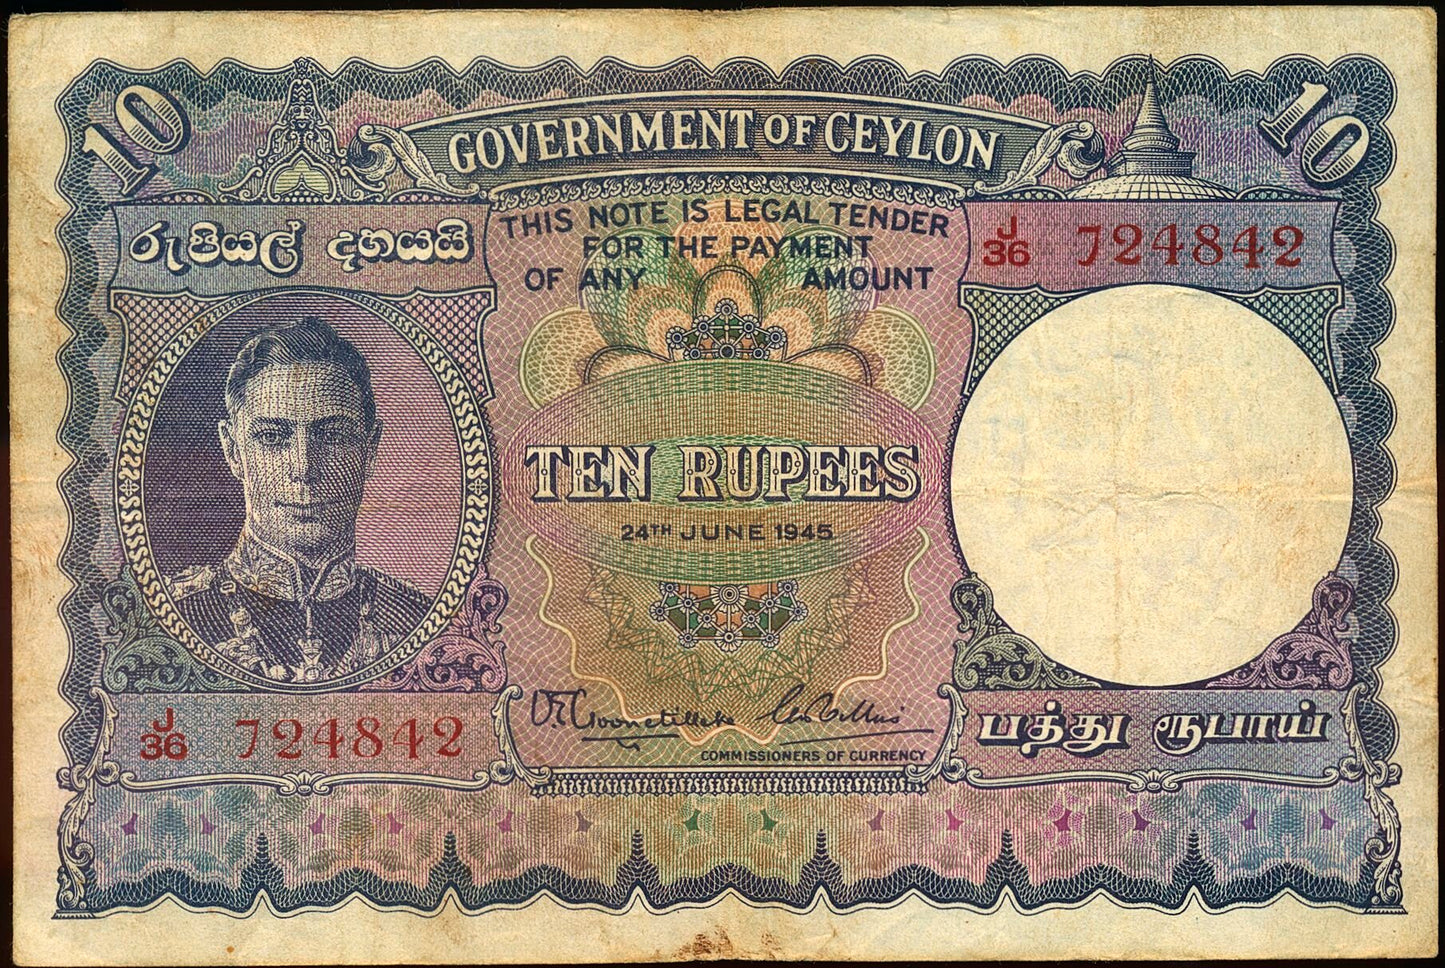 10
10
GOVERNMENT OF CEYLON
රුපියල් දහයයි
THIS NOTE IS LEGAL TENDER
FOR THE PAYMENT
OF ANY AMOUNT
J/36 724842
TEN RUPEES
24TH JUNE 1945
J/36 724842
COMMISSIONERS OF CURRENCY
பத்து ரூபாய்